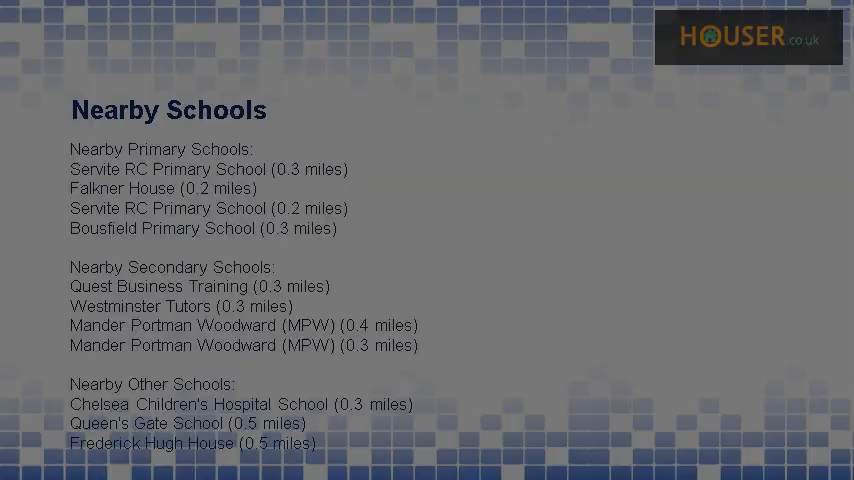 HOUSER.co.uk
Nearby Schools
Nearby Primary Schools:
Servite RC Primary School (0.3 miles)
Falkner House (0.2 miles)
Servite RC Primary School (0.2 miles)
Bousfield Primary School (0.3 miles)
Nearby Secondary Schools:
Quest Business Training (0.3 miles)
Westminster Tutors (0.3 miles)
Mander Portman Woodward (MPW) (0.4 miles)
Mander Portman Woodward (MPW) (0.3 miles)
Nearby Other Schools:
Chelsea Children's Hospital School (0.3 miles)
Queen's Gate School (0.5 miles)
Frederick Hugh House (0.5 miles)